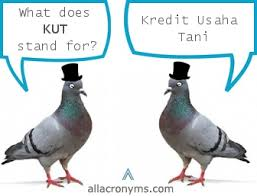 What does
KUT
stand for?
Kredit Usaha
Tani
allacronyms.com